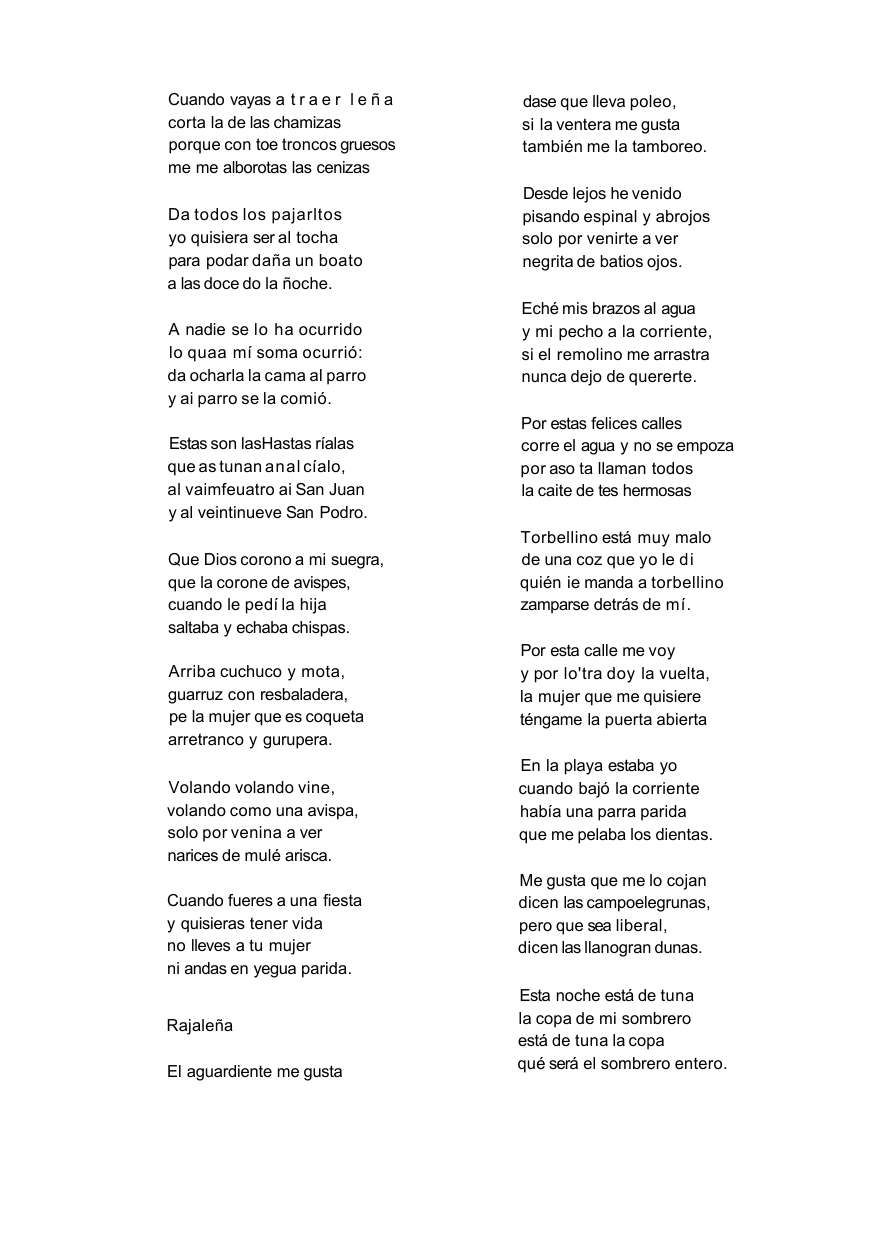 Cuando vayas a t r a e r l e ñ a
corta la de las chamizas
porque con toe troncos gruesos
me me alborotas las cenizas
Da todos los pajarltos
yo quisiera ser al tocha
para podar daña un boato
a las doce do la ñoche.
A nadie se lo ha ocurrido
lo quaa mí soma ocurrió:
da ocharla la cama al parro
y ai parro se la comió.
Estas son lasHastas ríalas
que as tunan anal cíalo,
al vaimfeuatro ai San Juan
y al veintinueve San Podro.
Que Dios corono a mi suegra,
que la corone de avispes,
cuando le pedí la hija
saltaba y echaba chispas.
Arriba cuchuco y mota,
guarruz con resbaladera,
pe la mujer que es coqueta
arretranco y gurupera.
Volando volando vine,
volando como una avispa,
solo por venina a ver
narices de mulé arisca.
Cuando fueres a una fiesta
y quisieras tener vida
no lleves a tu mujer
ni andas en yegua parida.
Rajaleña
El aguardiente me gusta
dase que lleva poleo,
si la ventera me gusta
también me la tamboreo.
Desde lejos he venido
pisando espinal y abrojos
solo por venirte a ver
negrita de batios ojos.
Eché mis brazos al agua
y mi pecho a la corriente,
si el remolino me arrastra
nunca dejo de quererte.
Por estas felices calles
corre el agua y no se empoza
por aso ta llaman todos
la caite de tes hermosas
Torbellino está muy malo
de una coz que yo le di
quién ie manda a torbellino
zamparse detrás de mí.
Por esta calle me voy
y por lo'tra doy la vuelta,
la mujer que me quisiere
téngame la puerta abierta
En la playa estaba yo
cuando bajó la corriente
había una parra parida
que me pelaba los dientas.
Me gusta que me lo cojan
dicen las campoelegrunas,
pero que sea liberal,
dicen las llanogran dunas.
Esta noche está de tuna
la copa de mi sombrero
está de tuna la copa
qué será el sombrero entero.